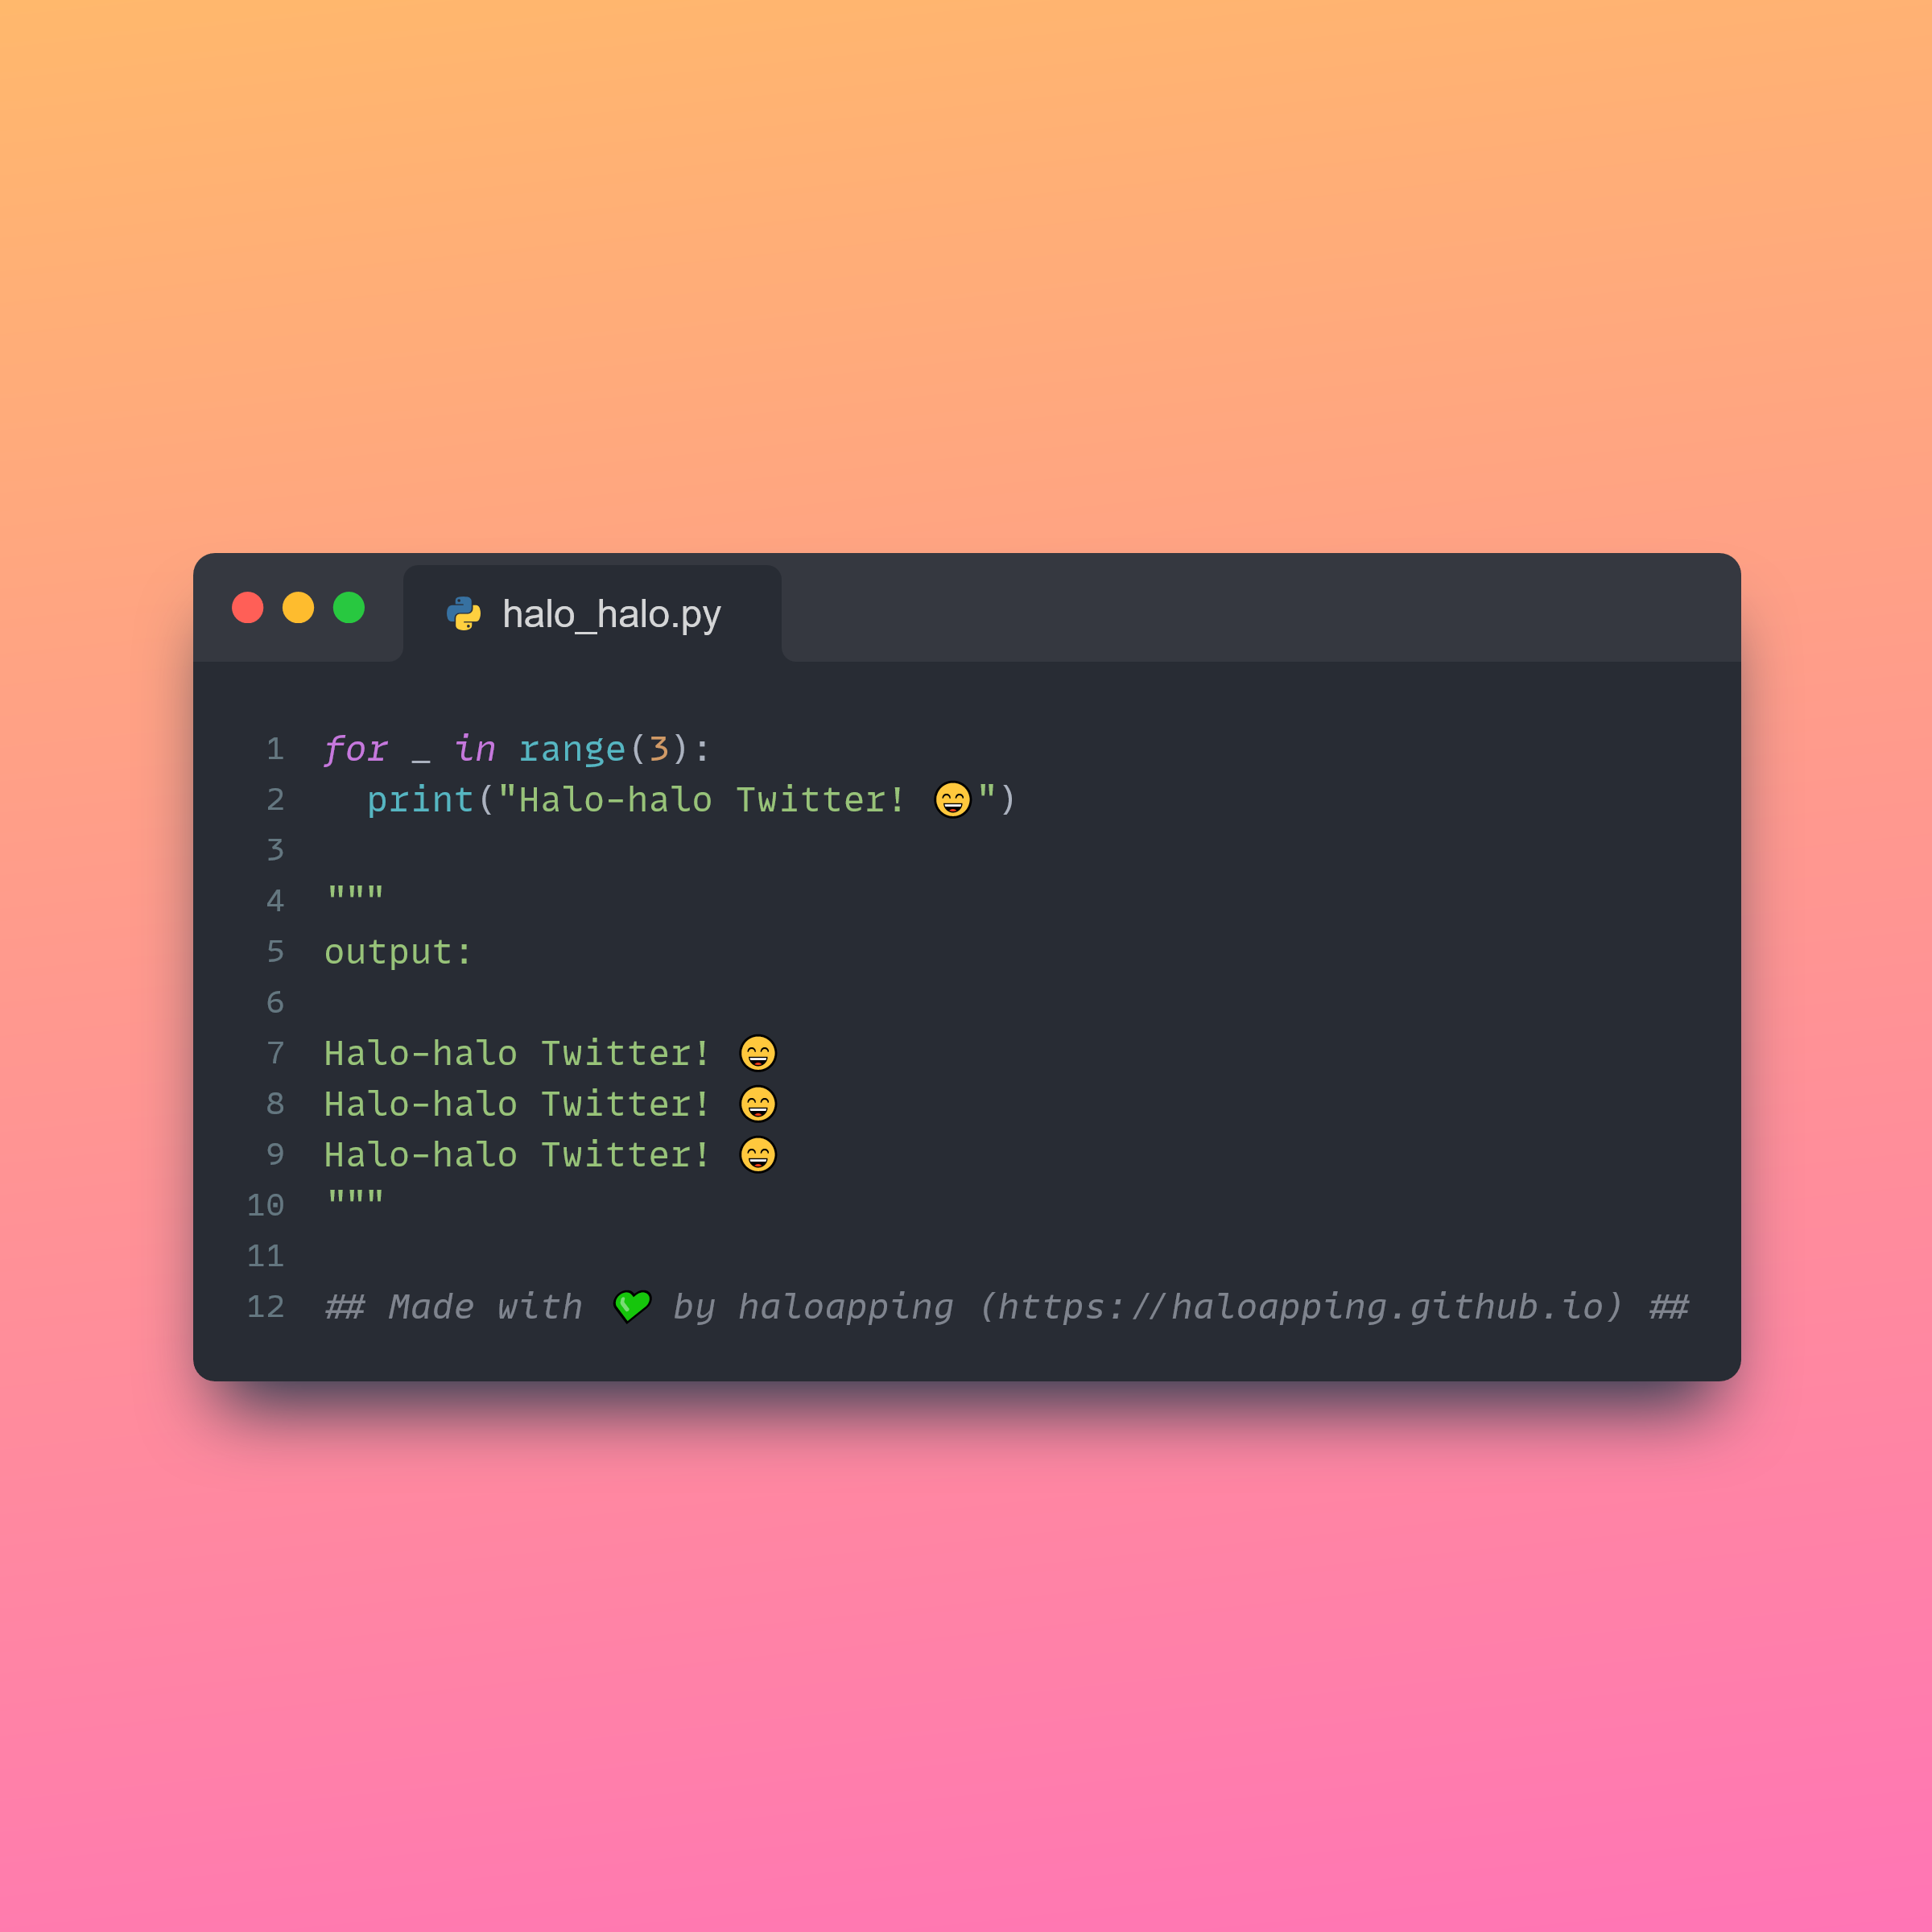 halo_halo.py
1 for _ in range(3):
2   print("Halo-halo Twitter! 😄")
3
4 """
5 output:
6
7 Halo-halo Twitter! 😄
8 Halo-halo Twitter! 😄
9 Halo-halo Twitter! 😄
10 """
11
12 ## Made with 💚 by haloapping (https://haloapping.github.io) ##